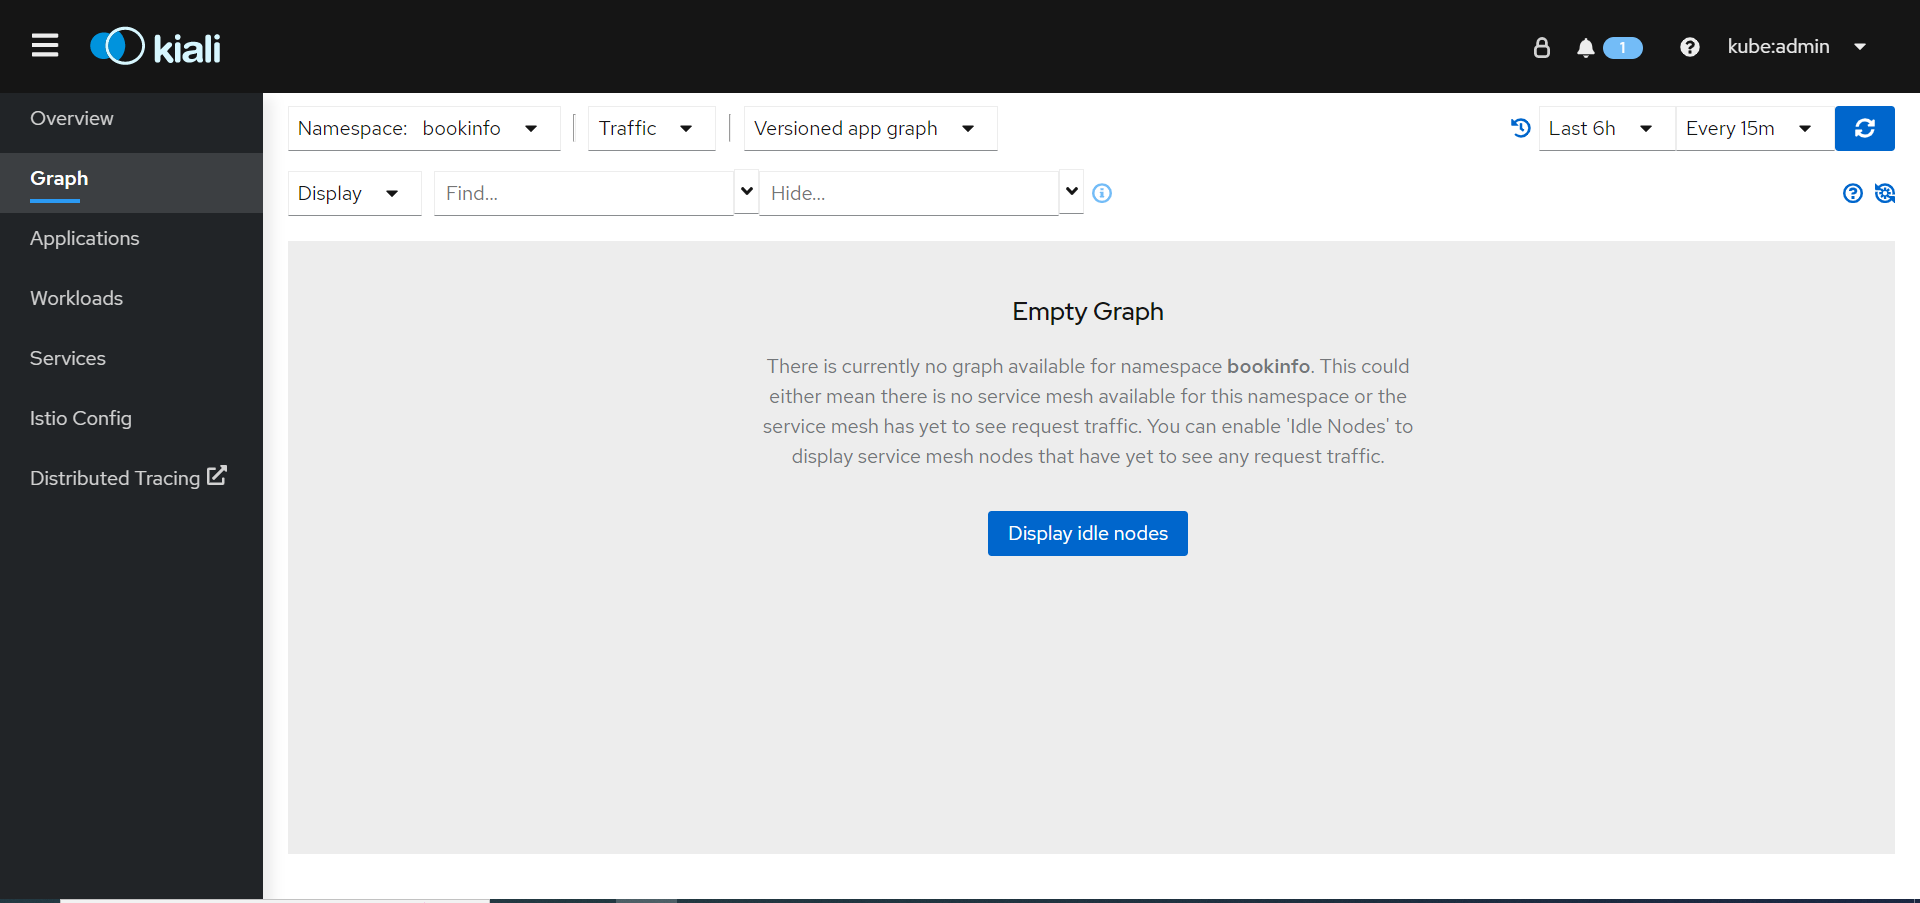 kiali
1
kube:admin
Overview
Graph
Applications
Workloads
Services
Istio Config
Distributed Tracing
Namespace: bookinfo
Traffic
Versioned app graph
Last 6h
Every 15m
Display
Find...
Hide...
Empty Graph
There is currently no graph available for namespace bookinfo. This could
either mean there is no service mesh available for this namespace or the
service mesh has yet to see request traffic. You can enable 'Idle Nodes' to
display service mesh nodes that have yet to see any request traffic.
Display idle nodes